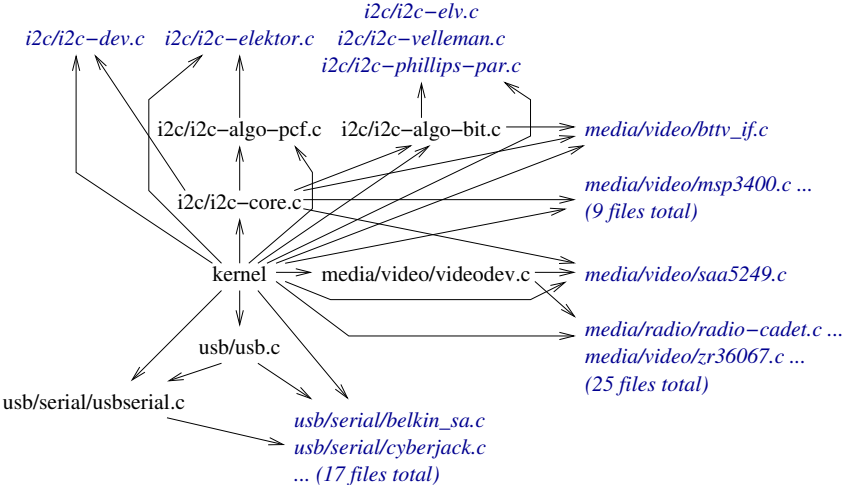 i2c/i2c−elv.c
i2c/i2c−dev.c
i2c/i2c−elektor.c
i2c/i2c−velleman.c
i2c/i2c−phillips−par.c
i2c/i2c−algo−pcf.c
i2c/i2c−algo−bit.c
media/video/bttv_if.c
media/video/msp3400.c ...
(9 files total)
i2c/i2c−core.c
kernel
media/video/videodev.c
media/video/saa5249.c
media/radio/radio−cadet.c ...
media/video/zr36067.c ...
(25 files total)
usb/usb.c
usb/serial/usbserial.c
usb/serial/belkin_sa.c
usb/serial/cyberjack.c
... (17 files total)